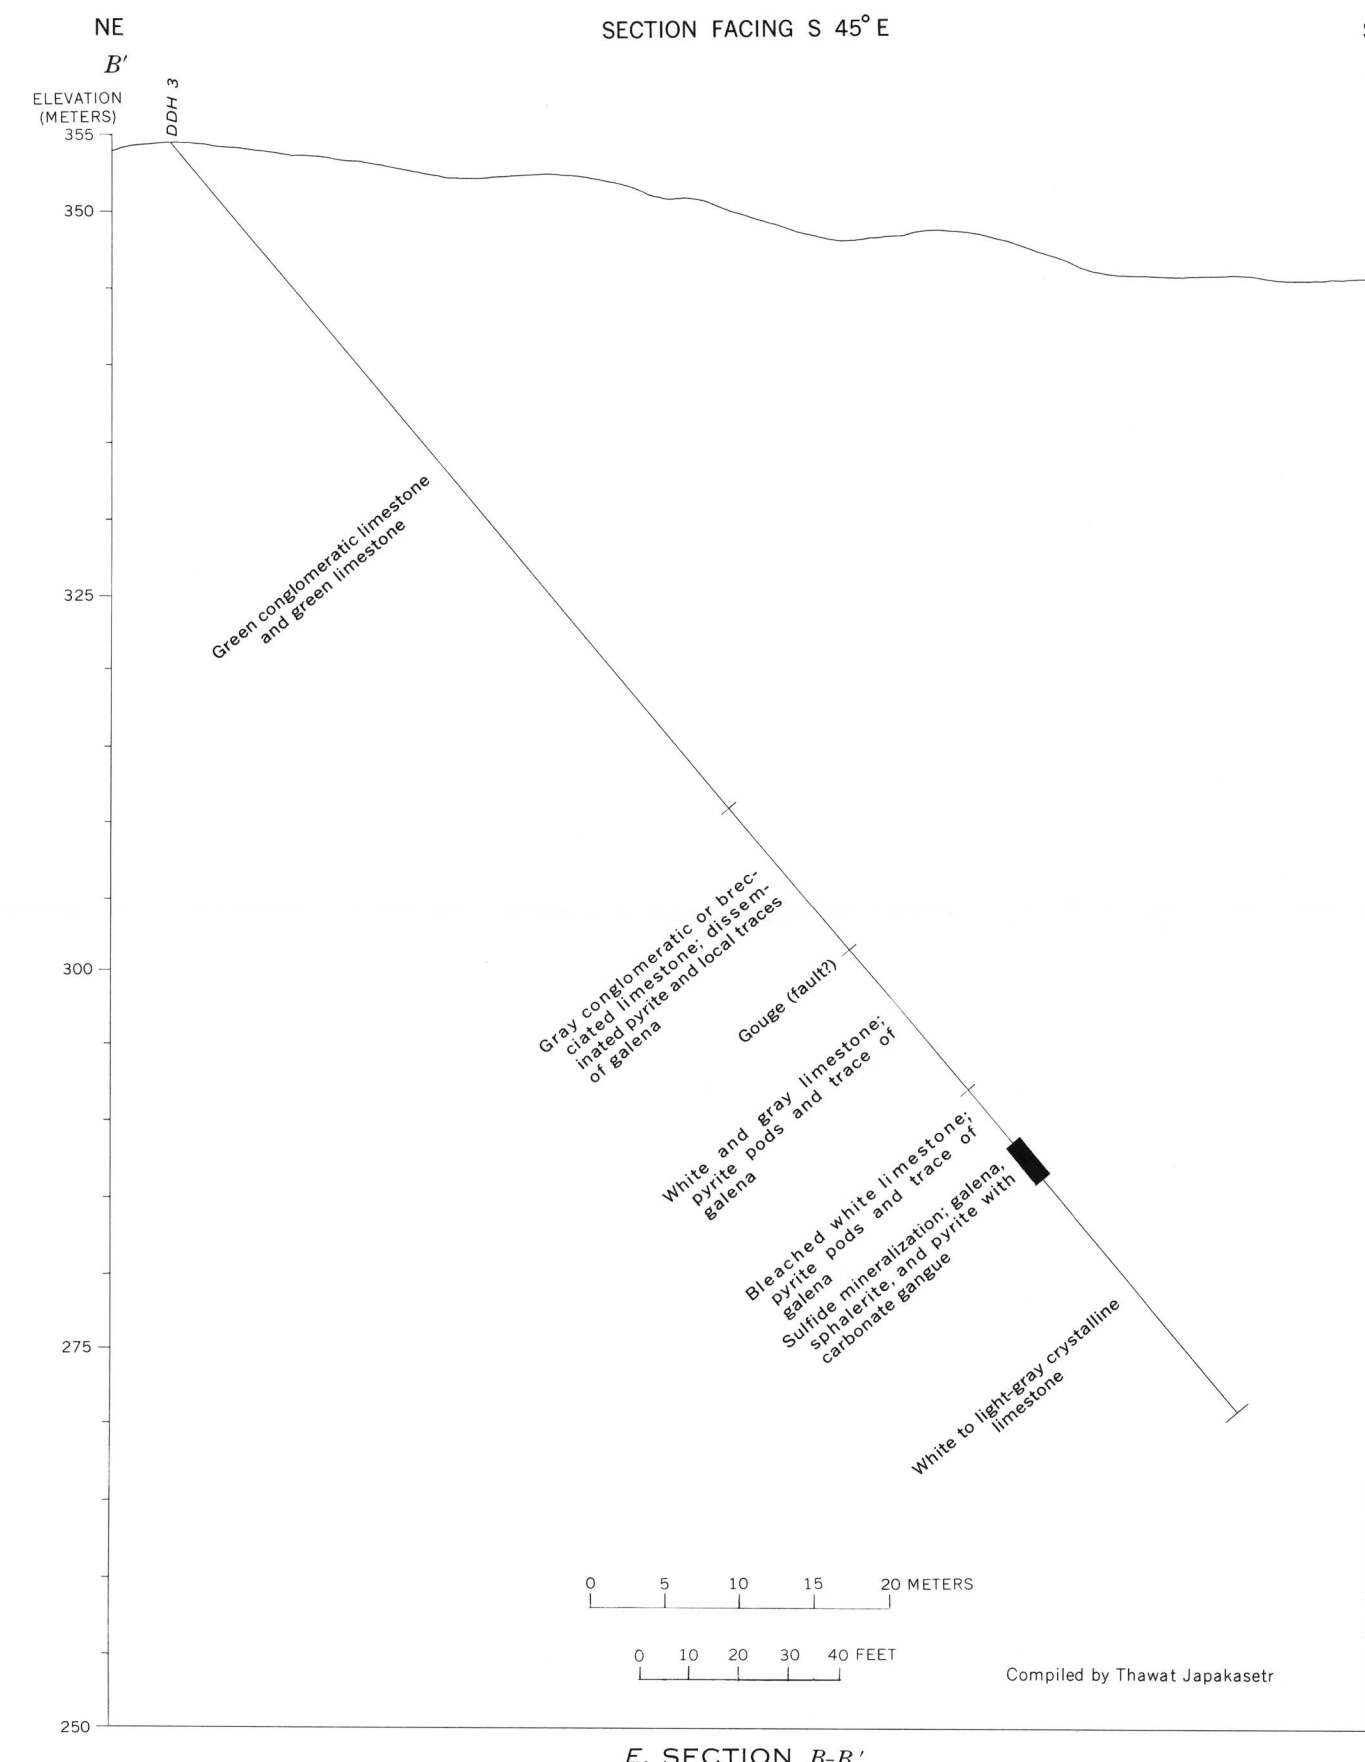 NE
SECTION FACING S 45° E
B′
ELEVATION
(METERS)
DDH 3
355
350
325
300
275
250
Green conglomeratic limestone
and green limestone
Gray conglomeratic or brec-
ciated limestone; dissem-
inated pyrite and local traces
of galena
Gouge (fault?)
White and gray limestone;
pyrite pods and trace of
galena
Bleached white limestone;
pyrite pods and trace of
galena
Sulfide mineralization; galena,
sphalerite, and pyrite with
carbonate gangue
White to light-gray crystalline
limestone
0 5 10 15 20 METERS
0 10 20 30 40 FEET
Compiled by Thawat Japakasetr
E. SECTION B-B′